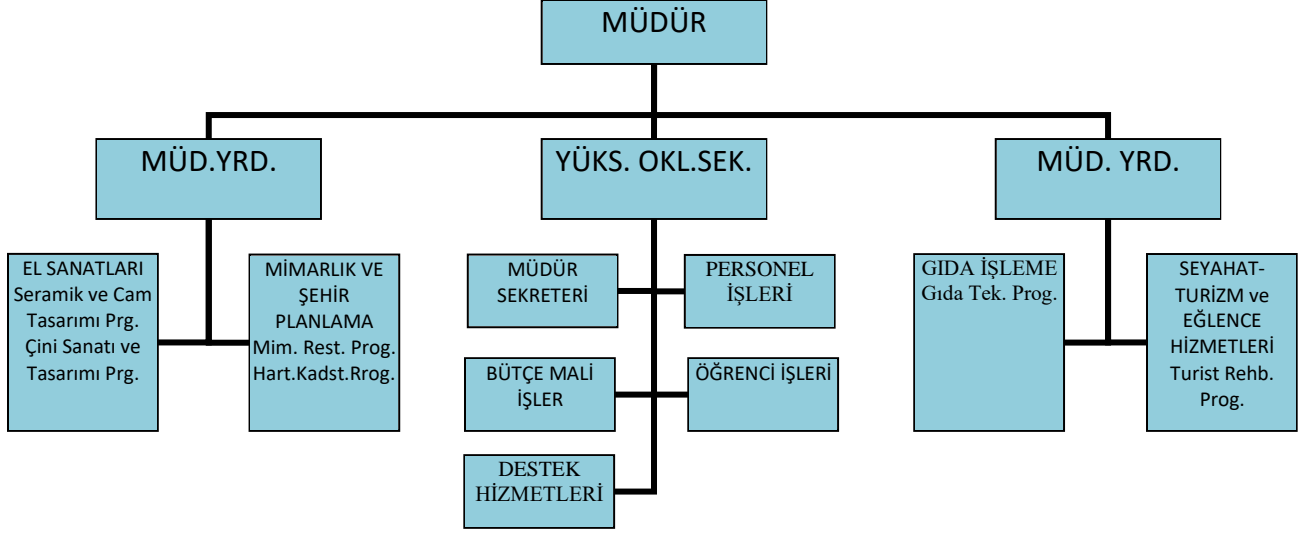 MÜDÜR
MÜD.YRD.
YÜKS. OKL.SEK.
MÜD. YRD.
EL SANATLARI
Seramik ve Cam
Tasarımı Prg.
Çini Sanatı ve
Tasarımı Prg.
MİMARLIK VE
ŞEHİR
PLANLAMA
Mim. Rest. Prog.
Hart.Kadst.Rrog.
MÜDÜR
SEKRETERİ
PERSONEL
İŞLERİ
BÜTÇE MALİ
İŞLER
ÖĞRENCİ İŞLERİ
DESTEK
HİZMETLERİ
GIDA İŞLEME
Gıda Tek. Prog.
SEYAHAT-
TURİZM ve
EĞLENCE
HİZMETLERİ
Turist Rehb.
Prog.